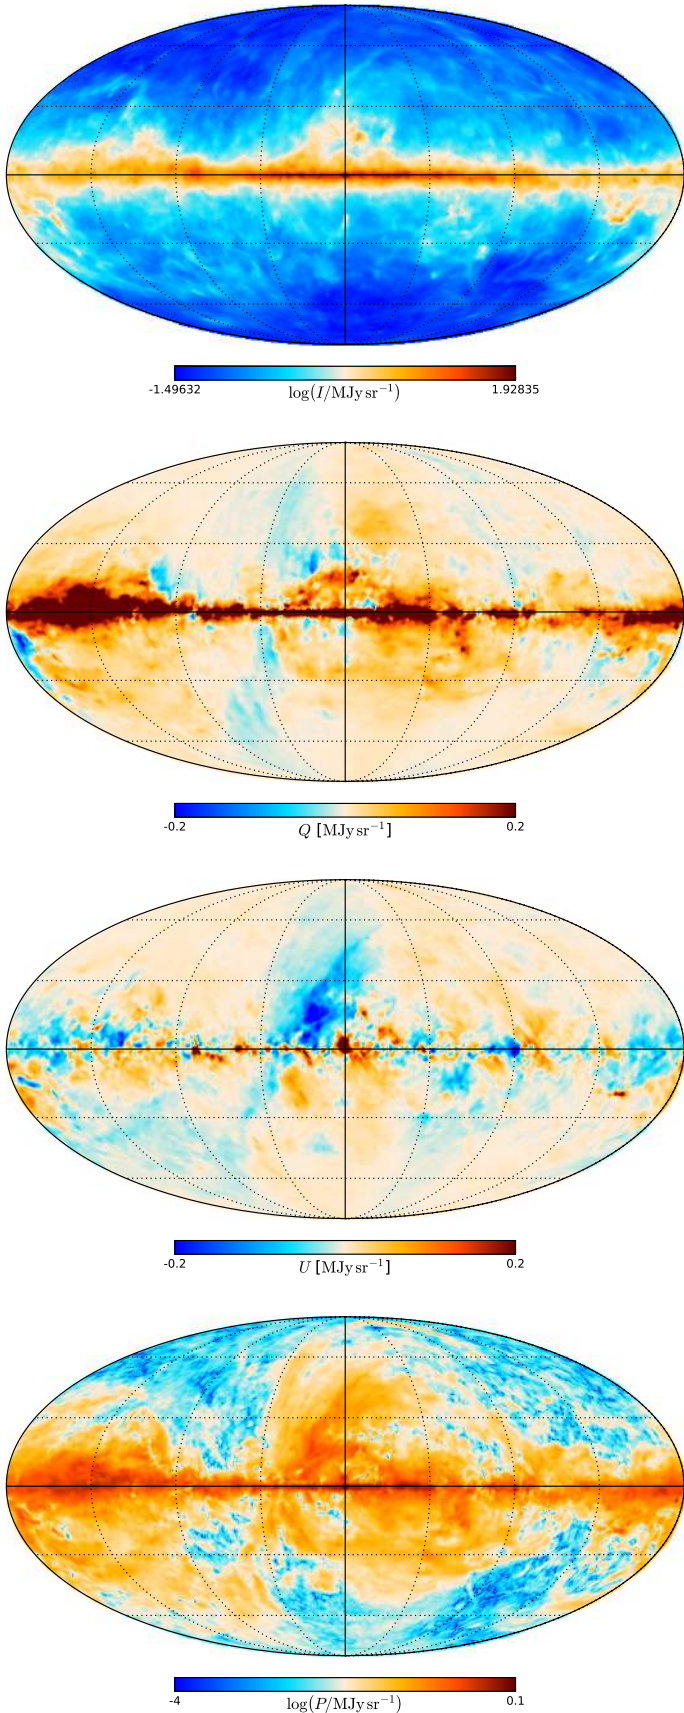 -1.49632 1.92835
log(I/MJy sr⁻¹)
-0.2 0.2
Q [MJy sr⁻¹]
-0.2 0.2
U [MJy sr⁻¹]
-4 0.1
log(P/MJy sr⁻¹)